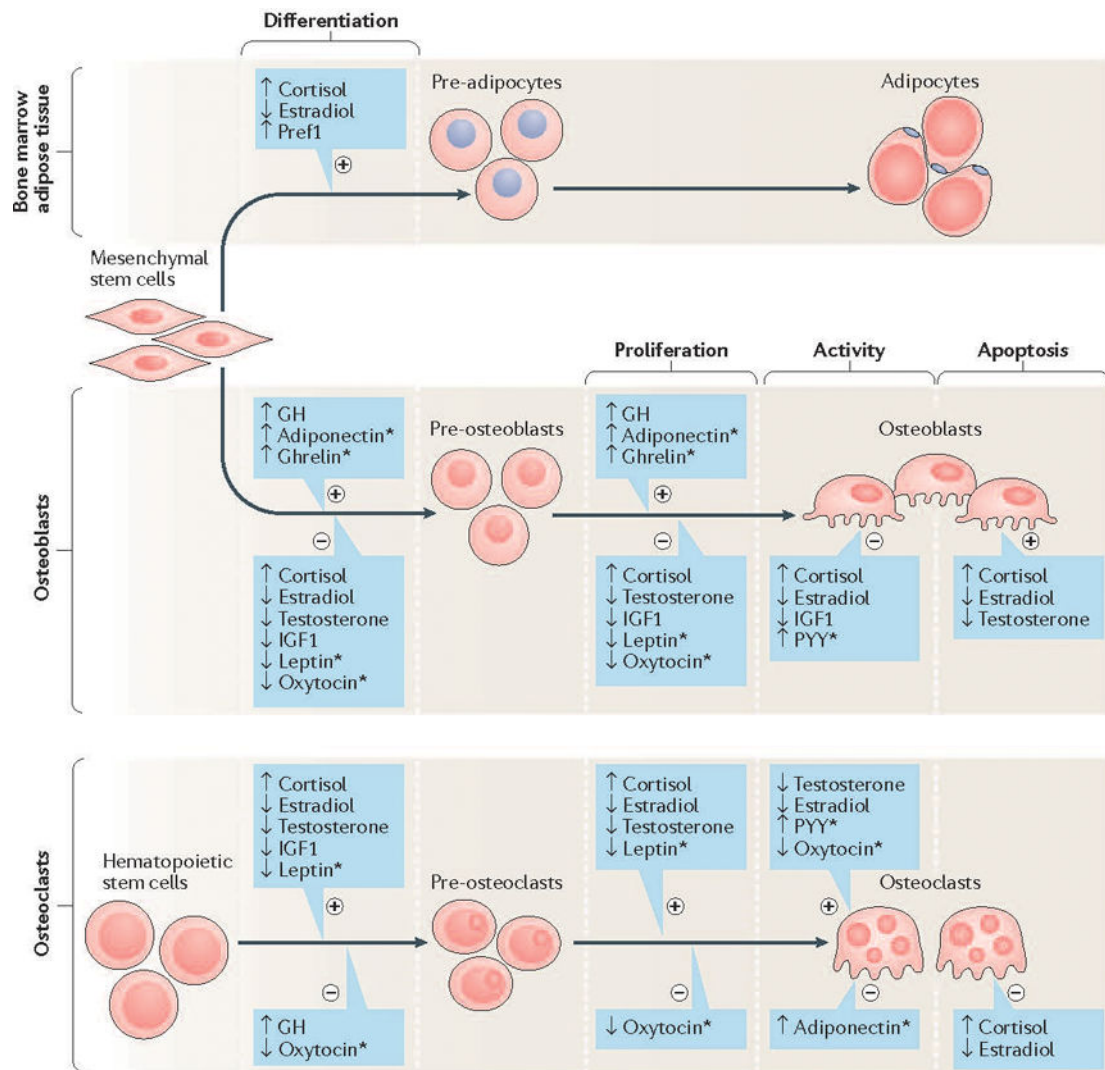 Differentiation
Bone marrow
adipose tissue
↑ Cortisol
↓ Estradiol
↑ Pref1
+
Pre-adipocytes
Adipocytes
Mesenchymal
stem cells
Proliferation
Activity
Apoptosis
Osteoblasts
↑ GH
↑ Adiponectin*
↑ Ghrelin*
+
−
↑ Cortisol
↓ Estradiol
↓ Testosterone
↓ IGF1
↓ Leptin*
↓ Oxytocin*
Pre-osteoblasts
↑ GH
↑ Adiponectin*
↑ Ghrelin*
+
−
↑ Cortisol
↓ Testosterone
↓ IGF1
↓ Leptin*
↓ Oxytocin*
Osteoblasts
−
↑ Cortisol
↓ Estradiol
↓ IGF1
↑ PYY*
+
↑ Cortisol
↓ Estradiol
↓ Testosterone
Osteoclasts
Hematopoietic
stem cells
↑ Cortisol
↓ Estradiol
↓ Testosterone
↓ IGF1
↓ Leptin*
+
−
↑ GH
↓ Oxytocin*
Pre-osteoclasts
↑ Cortisol
↓ Estradiol
↓ Testosterone
↓ Leptin*
+
−
↓ Oxytocin*
↓ Testosterone
↓ Estradiol
↑ PYY*
↓ Oxytocin*
+
Osteoclasts
−
↑ Adiponectin*
−
↑ Cortisol
↓ Estradiol